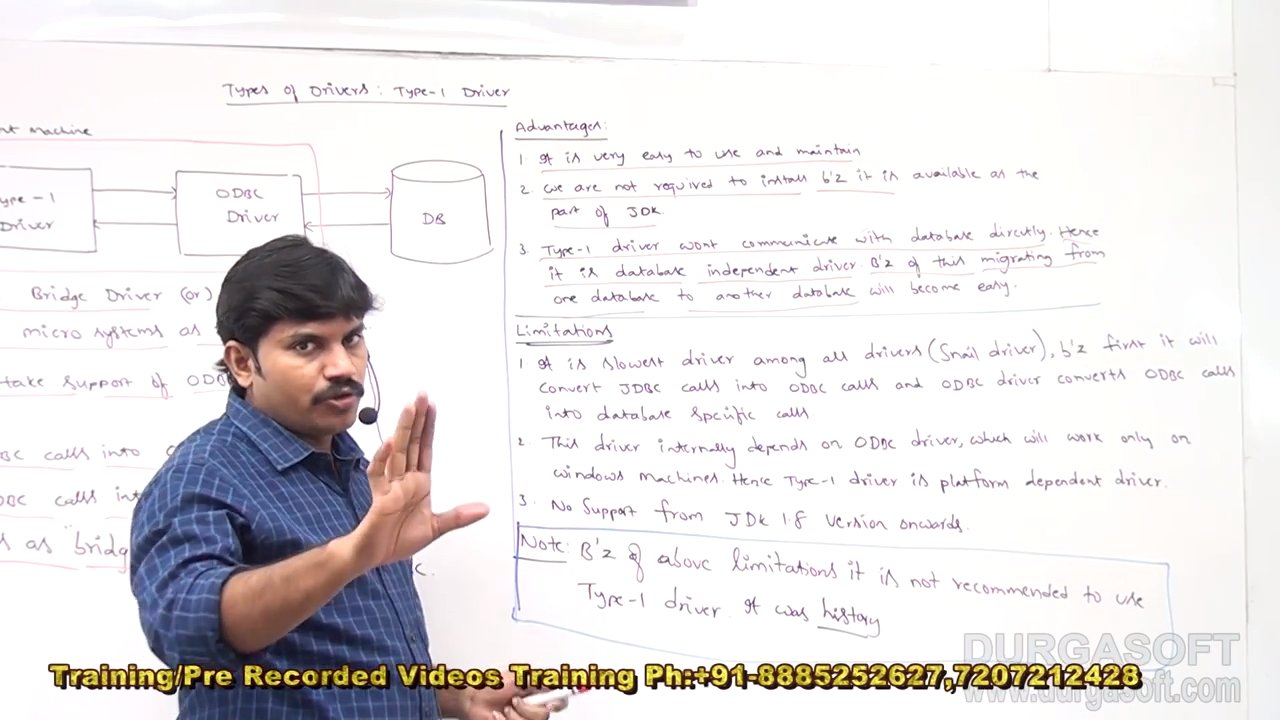 Types of Drivers: Type-1 Driver
nt Machine
ype-1
Driver
ODBC
Driver
DB
Bridge Driver (or)
micro systems as
take support of ODB
BC calls into O
DBC calls int
s as "bridg
c.
Advantages:
1. It is very easy to use and maintain
2. We are not required to install b'z it is available as the
part of JDK.
3. Type-1 driver wont communicate with database directly. Hence
it is database independent driver. B'z of this migrating from
one database to another database will become easy.
Limitations
1. It is slowest driver among all drivers (Snail driver), b'z first it will
convert JDBC calls into ODBC calls and ODBC driver converts ODBC calls
into database specific calls
2. This driver internally depends on ODBC driver, which will work only on
windows machines. Hence Type-1 driver is platform dependent driver.
3. No Support from JDK 1.8 version onwards.
Note: B'z of above limitations it is not recommended to use
Type-1 driver. It was history
DURGASOFT
www.durgasoft.com
Training/Pre Recorded Videos Training Ph:+91-8885252627,7207212428